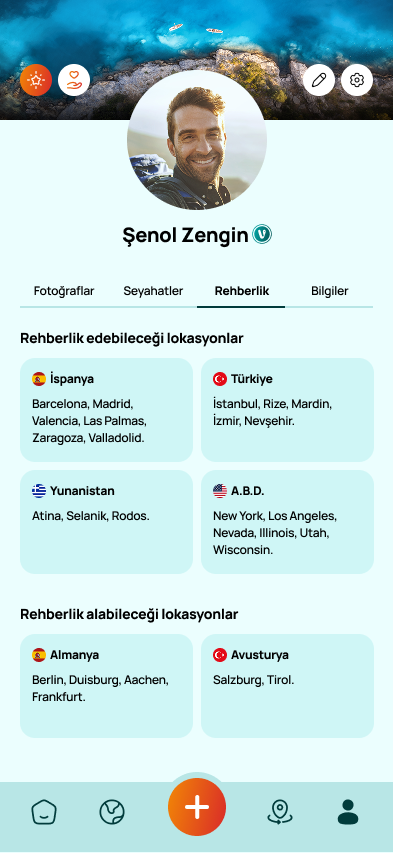 Şenol Zengin
Fotoğraflar
Seyahatler
Rehberlik
Bilgiler
Rehberlik edebileceği lokasyonlar
İspanya
Barcelona, Madrid,
Valencia, Las Palmas,
Zaragoza, Valladolid.
Türkiye
İstanbul, Rize, Mardin,
İzmir, Nevşehir.
Yunanistan
Atina, Selanik, Rodos.
A.B.D.
New York, Los Angeles,
Nevada, Illinois, Utah,
Wisconsin.
Rehberlik alabileceği lokasyonlar
Almanya
Berlin, Duisburg, Aachen,
Frankfurt.
Avusturya
Salzburg, Tirol.